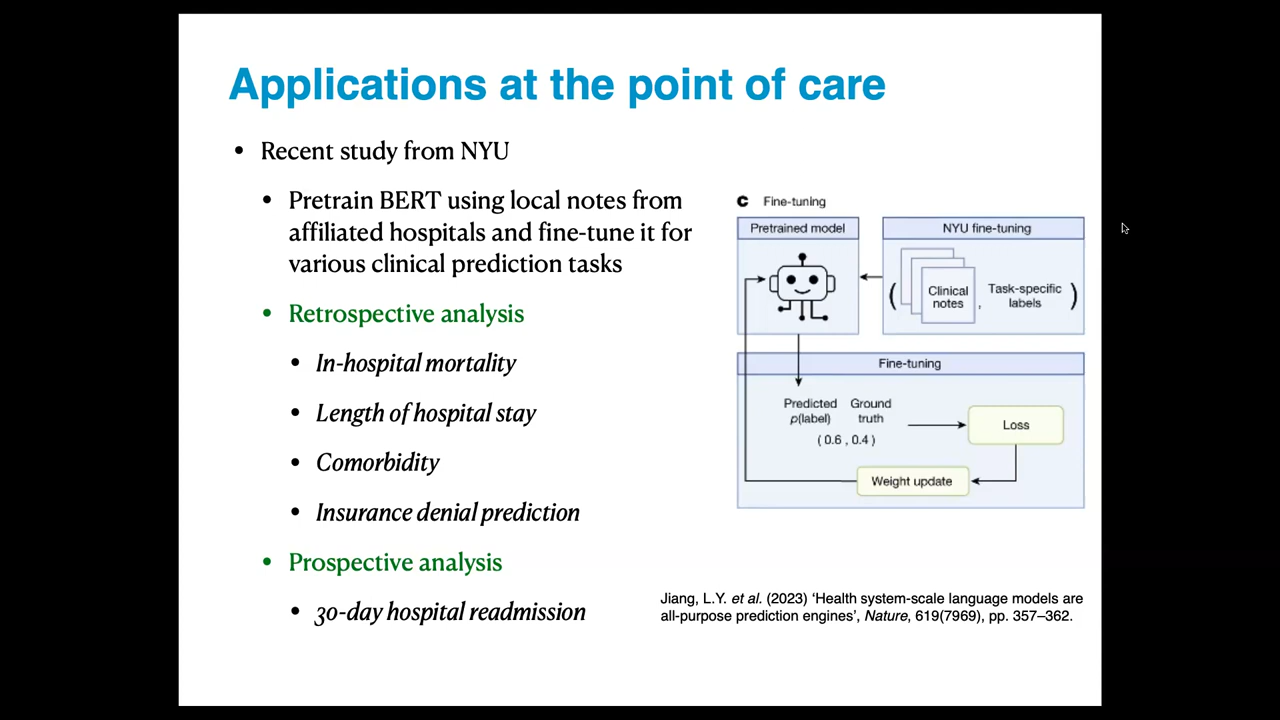 Applications at the point of care
• Recent study from NYU
• Pretrain BERT using local notes from
affiliated hospitals and fine-tune it for
various clinical prediction tasks
• Retrospective analysis
• In-hospital mortality
• Length of hospital stay
• Comorbidity
• Insurance denial prediction
• Prospective analysis
• 30-day hospital readmission
c Fine-tuning
Pretrained model
NYU fine-tuning
( Clinical
notes , Task-specific
labels )
Fine-tuning
Predicted
p(label)
Ground
truth
( 0.6 , 0.4 )
Loss
Weight update
Jiang, L.Y. et al. (2023) ‘Health system-scale language models are
all-purpose prediction engines’, Nature, 619(7969), pp. 357–362.